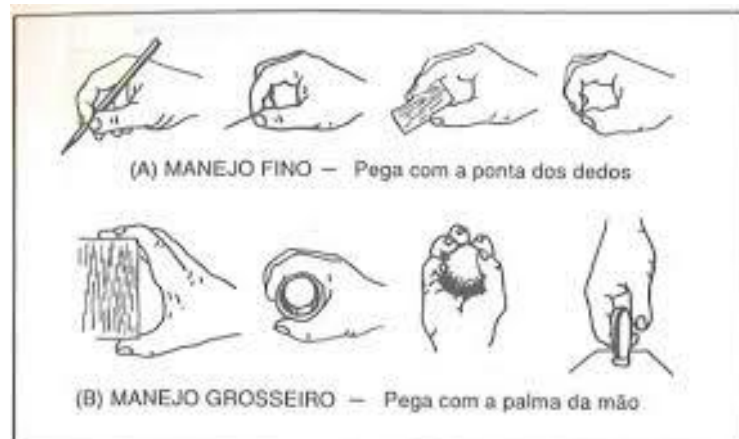 (A) MANEJO FINO — Pega com a ponta dos dedos
(B) MANEJO GROSSEIRO — Pega com a palma da mão